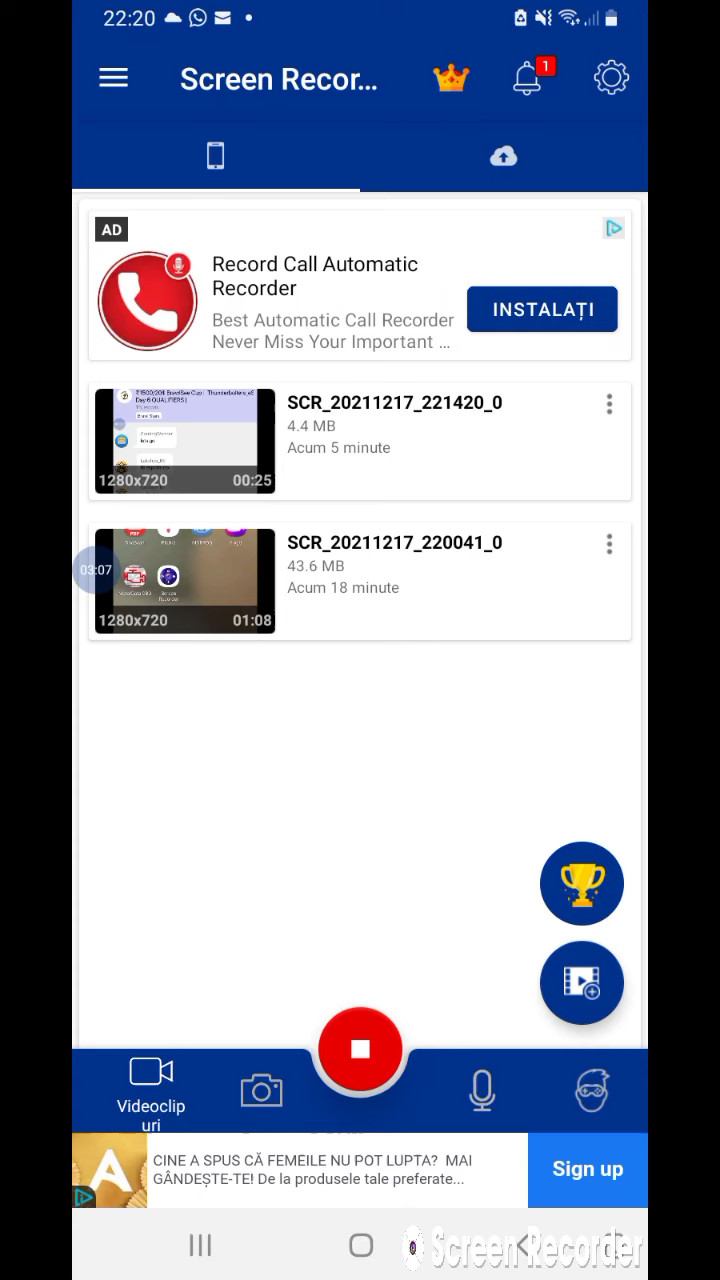 22:20
Screen Recor...
1
AD
Record Call Automatic
Recorder
Best Automatic Call Recorder
Never Miss Your Important ...
INSTALAȚI
SCR_20211217_221420_0
4.4 MB
Acum 5 minute
1280x720
00:25
SCR_20211217_220041_0
43.6 MB
Acum 18 minute
03:07
1280x720
01:08
Videoclip
uri
CINE A SPUS CĂ FEMEILE NU POT LUPTA? MAI
GÂNDEȘTE-TE! De la produsele tale preferate...
Sign up
Screen Recorder